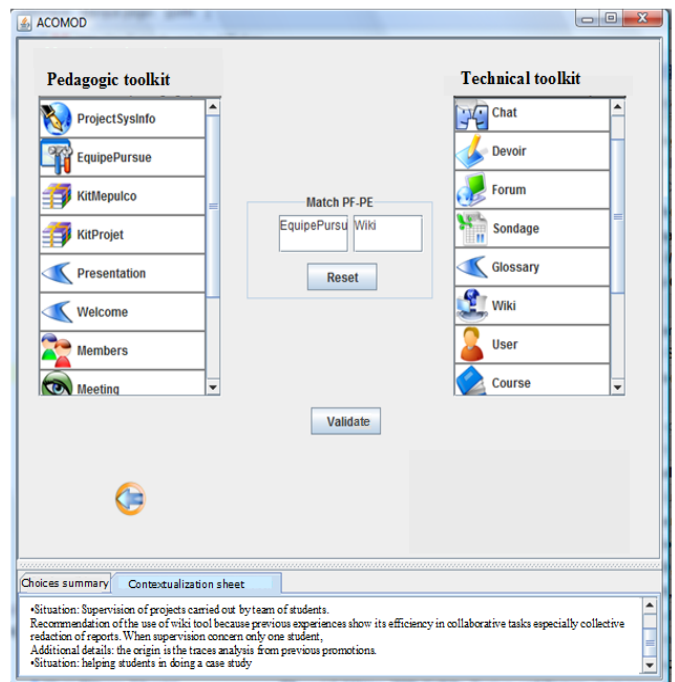 ACOMOD
Pedagogic toolkit
ProjectSysInfo
EquipePursue
KitMepulco
KitProjet
Presentation
Welcome
Members
Meeting
Match PF-PE
EquipePursu Wiki
Reset
Validate
Technical toolkit
Chat
Devoir
Forum
Sondage
Glossary
Wiki
User
Course
Choices summary Contextualization sheet
•Situation: Supervision of projects carried out by team of students.
Recommendation of the use of wiki tool because previous experiences show its efficiency in collaborative tasks especially collective
redaction of reports. When supervision concern only one student,
Additional details: the origin is the traces analysis from previous promotions.
•Situation: helping students in doing a case study